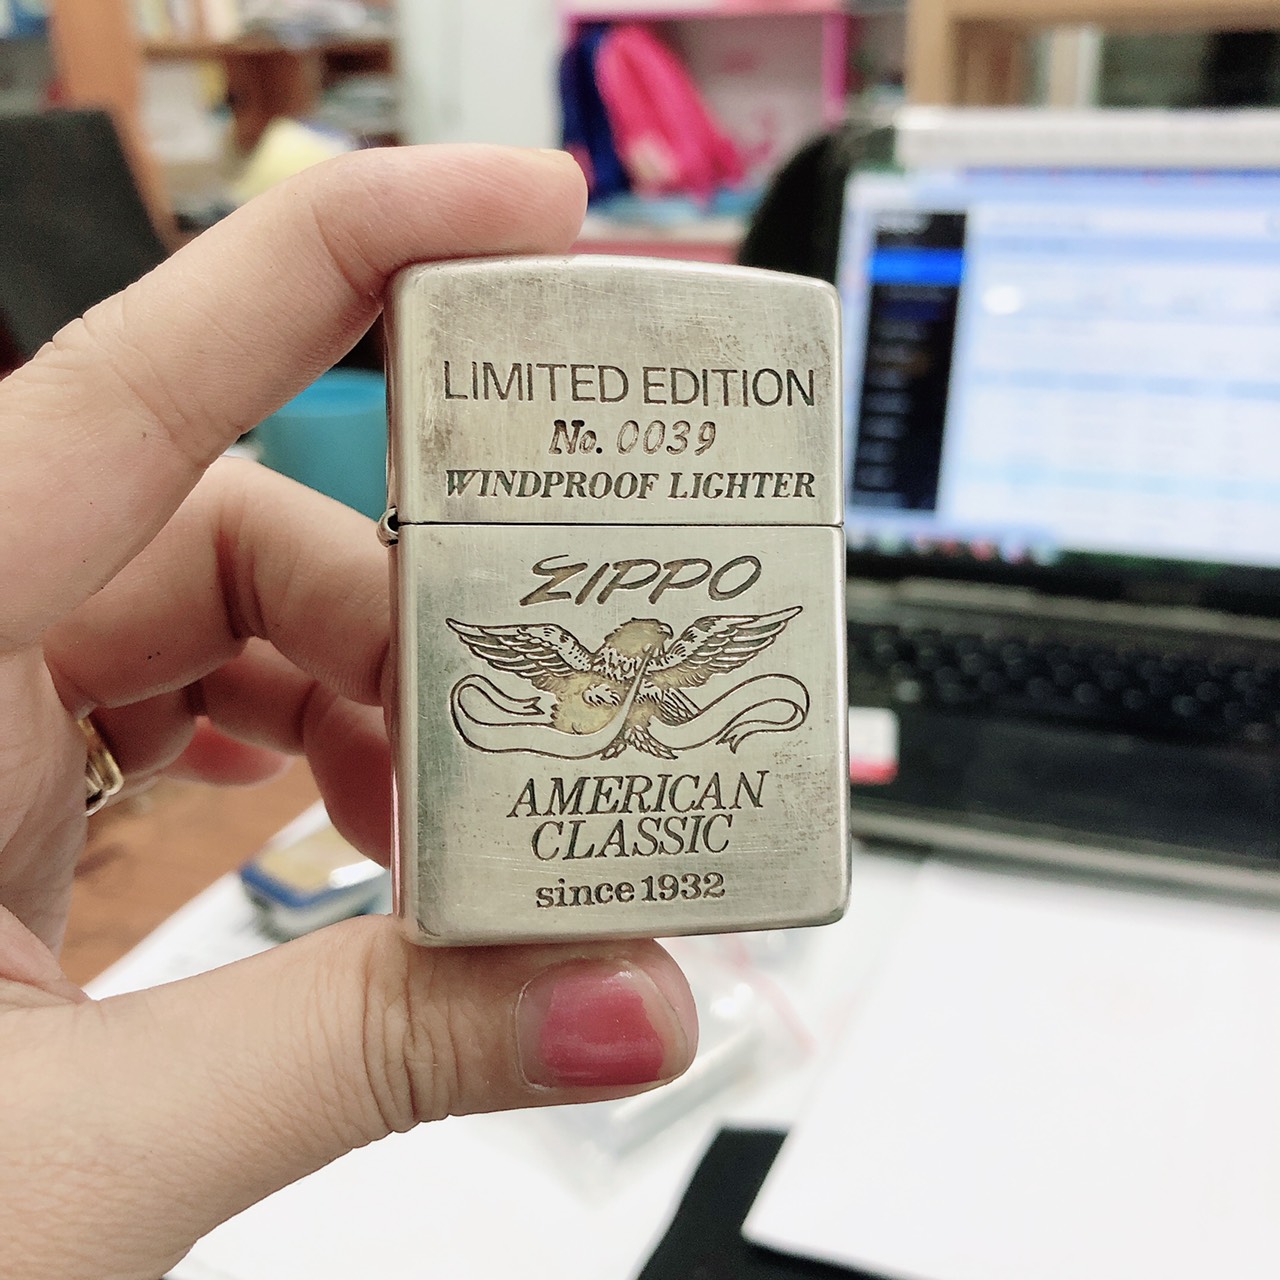 LIMITED EDITION
No. 0039
WINDPROOF LIGHTER
ZIPPO
AMERICAN
CLASSIC
since 1932